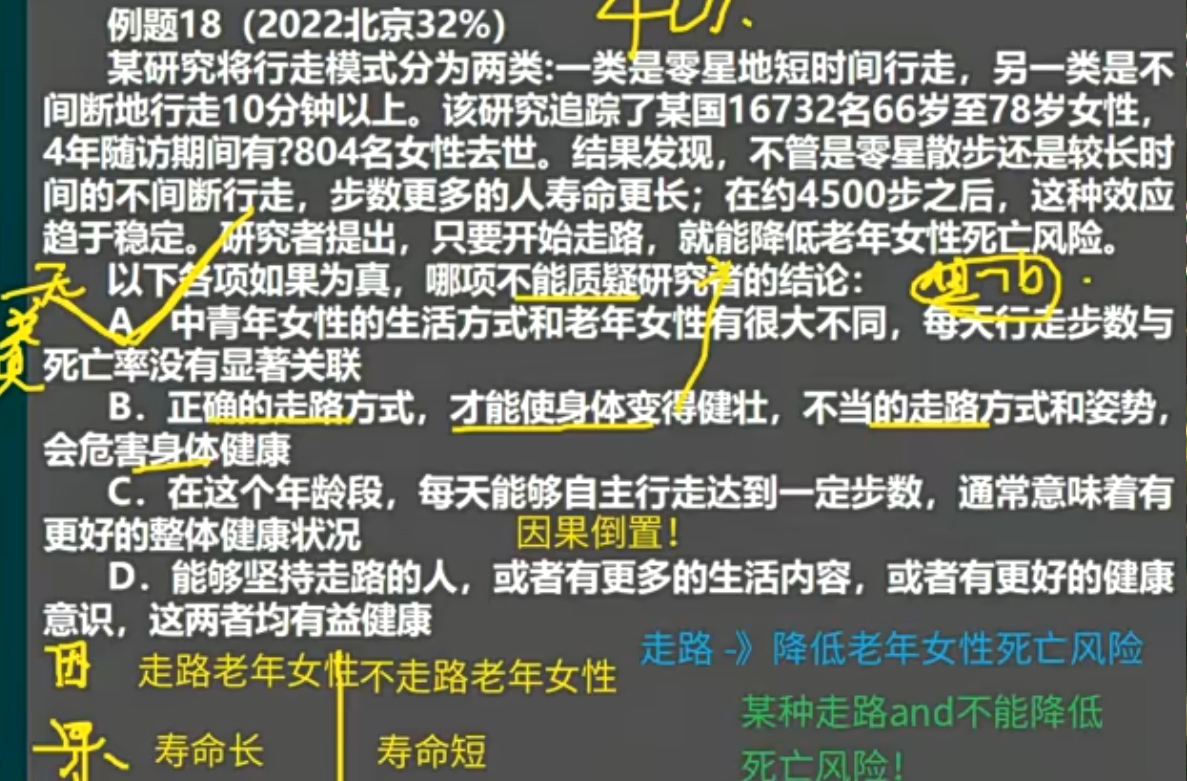 例题18（2022北京32%）
某研究将行走模式分为两类:一类是零星地短时间行走，另一类是不
间断地行走10分钟以上。该研究追踪了某国16732名66岁至78岁女性，
4年随访期间有?804名女性去世。结果发现，不管是零星散步还是较长时
间的不间断行走，步数更多的人寿命更长；在约4500步之后，这种效应
趋于稳定。研究者提出，只要开始走路，就能降低老年女性死亡风险。
以下各项如果为真，哪项不能质疑研究者的结论：
A．中青年女性的生活方式和老年女性有很大不同，每天行走步数与
死亡率没有显著关联
B．正确的走路方式，才能使身体变得健壮，不当的走路方式和姿势，
会危害身体健康
C．在这个年龄段，每天能够自主行走达到一定步数，通常意味着有
更好的整体健康状况
因果倒置！
D．能够坚持走路的人，或者有更多的生活内容，或者有更好的健康
意识，这两者均有益健康
因 走路老年女性 不走路老年女性
果、 寿命长 寿命短
走路 -》降低老年女性死亡风险
某种走路and不能降低
死亡风险！